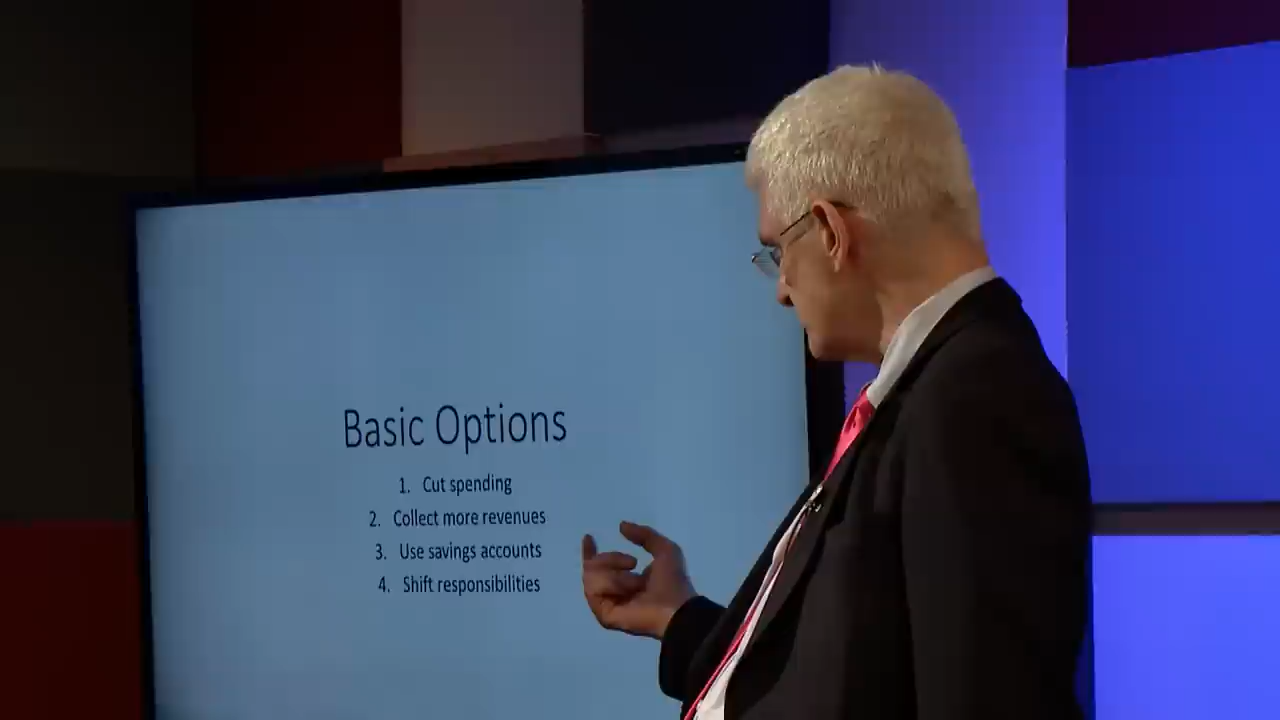 Basic Options
1. Cut spending
2. Collect more revenues
3. Use savings accounts
4. Shift responsibilities